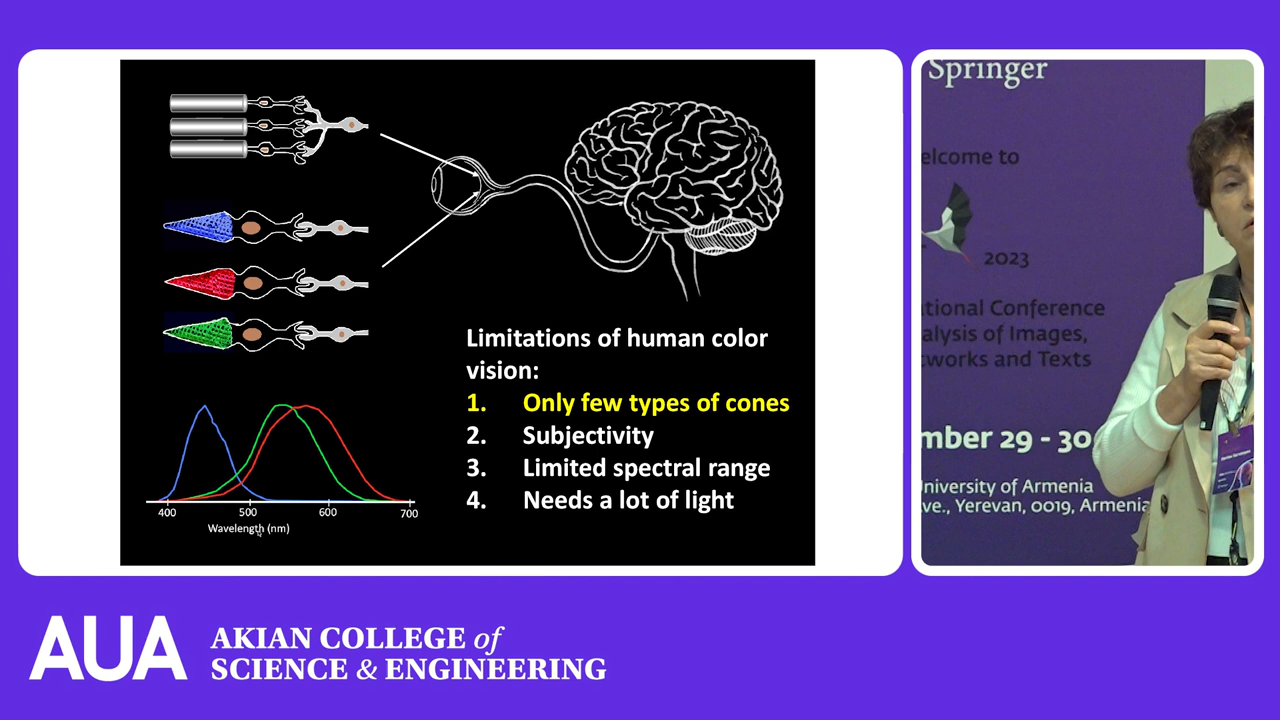 Limitations of human color
vision:
1. Only few types of cones
2. Subjectivity
3. Limited spectral range
4. Needs a lot of light
400 500 600 700
Wavelength (nm)
Springer
elcome to
2023
ational Conference
alysis of Images,
tworks and Texts
mber 29 - 30
University of Armenia
ve., Yerevan, 0019, Armenia
AUA
AKIAN COLLEGE of
SCIENCE & ENGINEERING